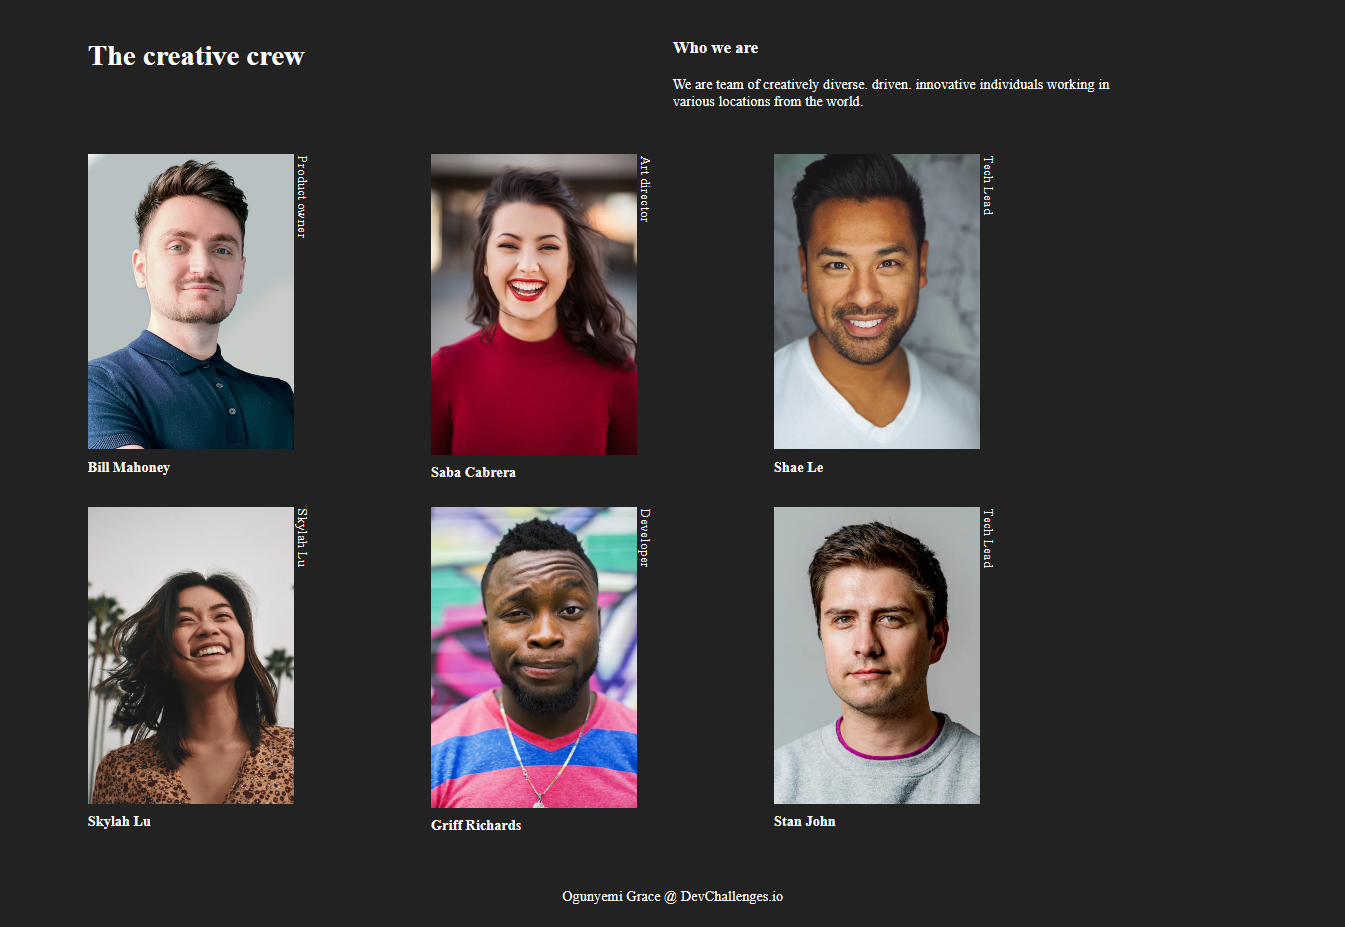 The creative crew
Who we are
We are team of creatively diverse. driven. innovative individuals working in
various locations from the world.
Product owner
Bill Mahoney
Art director
Saba Cabrera
Tech Lead
Shae Le
Skylah Lu
Skylah Lu
Developer
Griff Richards
Tech Lead
Stan John
Ogunyemi Grace @ DevChallenges.io